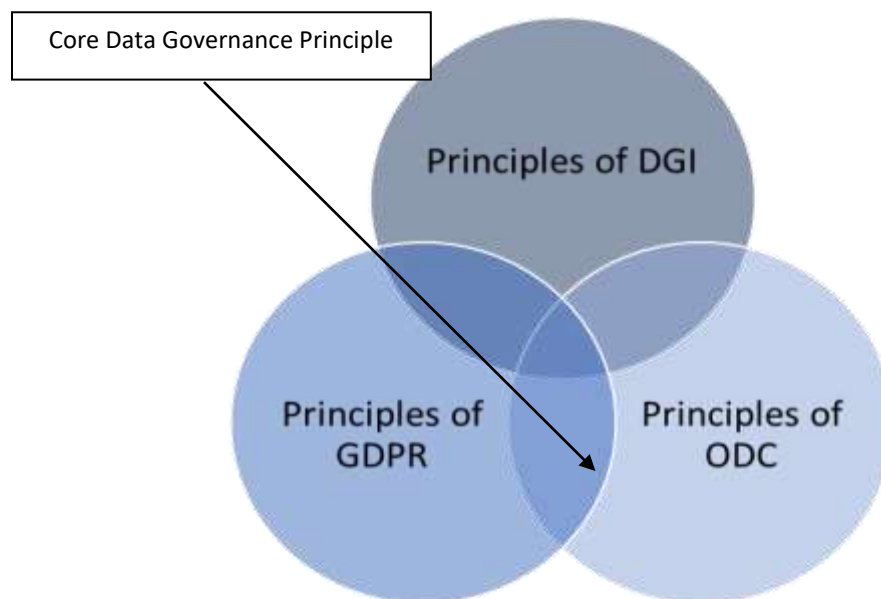 Core Data Governance Principle
Principles of DGI
Principles of
GDPR
Principles of
ODC